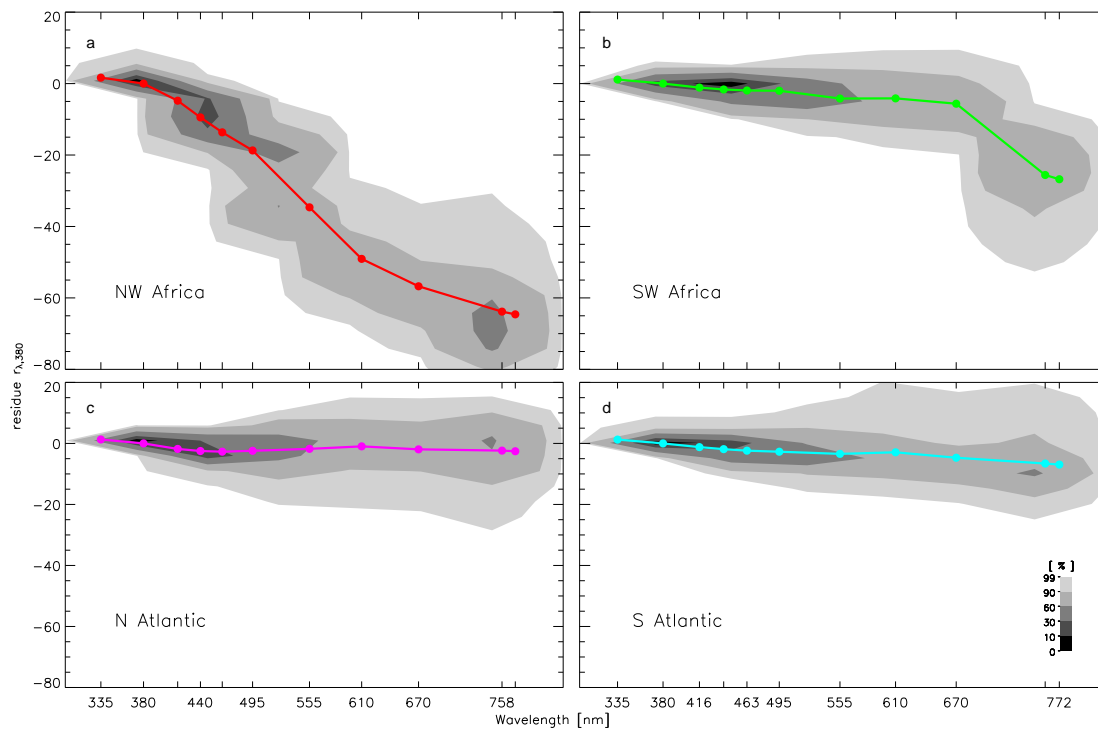 20
a
b
0
−20
−40
−60
−80
NW Africa
SW Africa
residue rλ,380
20
c
d
0
−20
−40
−60
−80
N Atlantic
S Atlantic
[ % ]
99
90
60
30
10
0
335 380 440 495 555 610 670 758
335 380 416 463 495 555 610 670 772
Wavelength [nm]